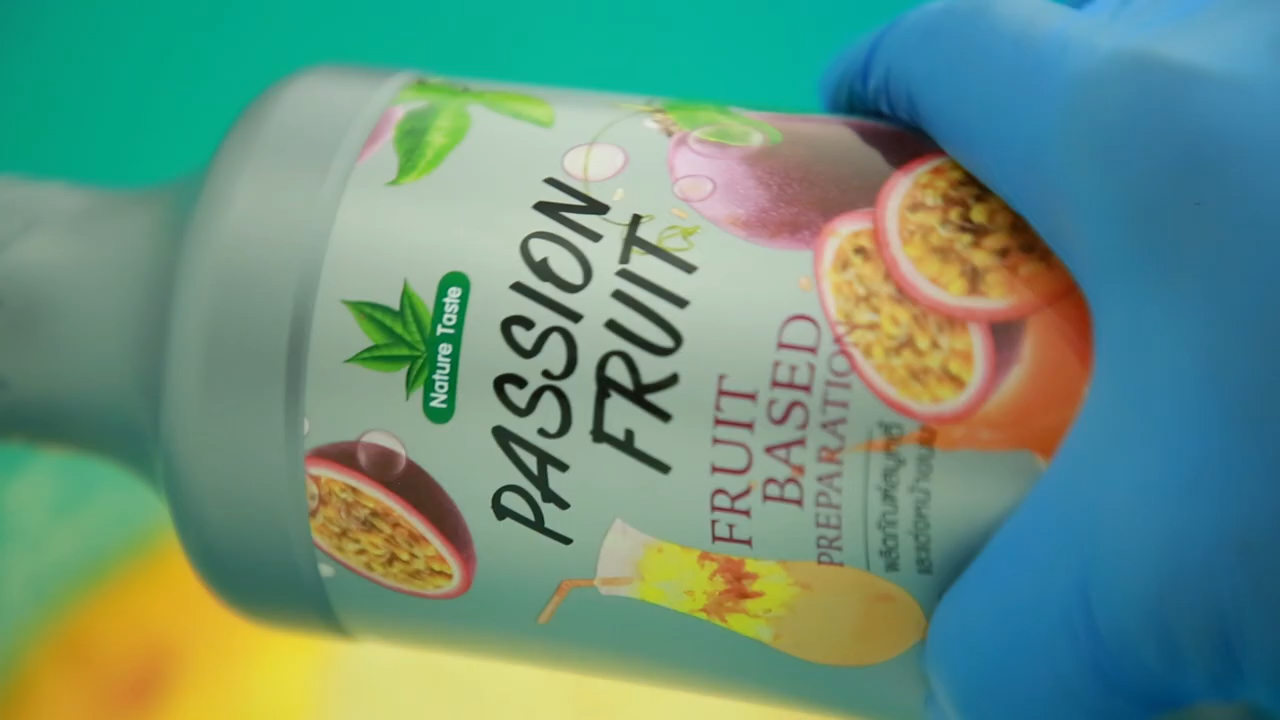 Nature Taste
PASSION
FRUIT
FRUIT
BASED
PREPARATION